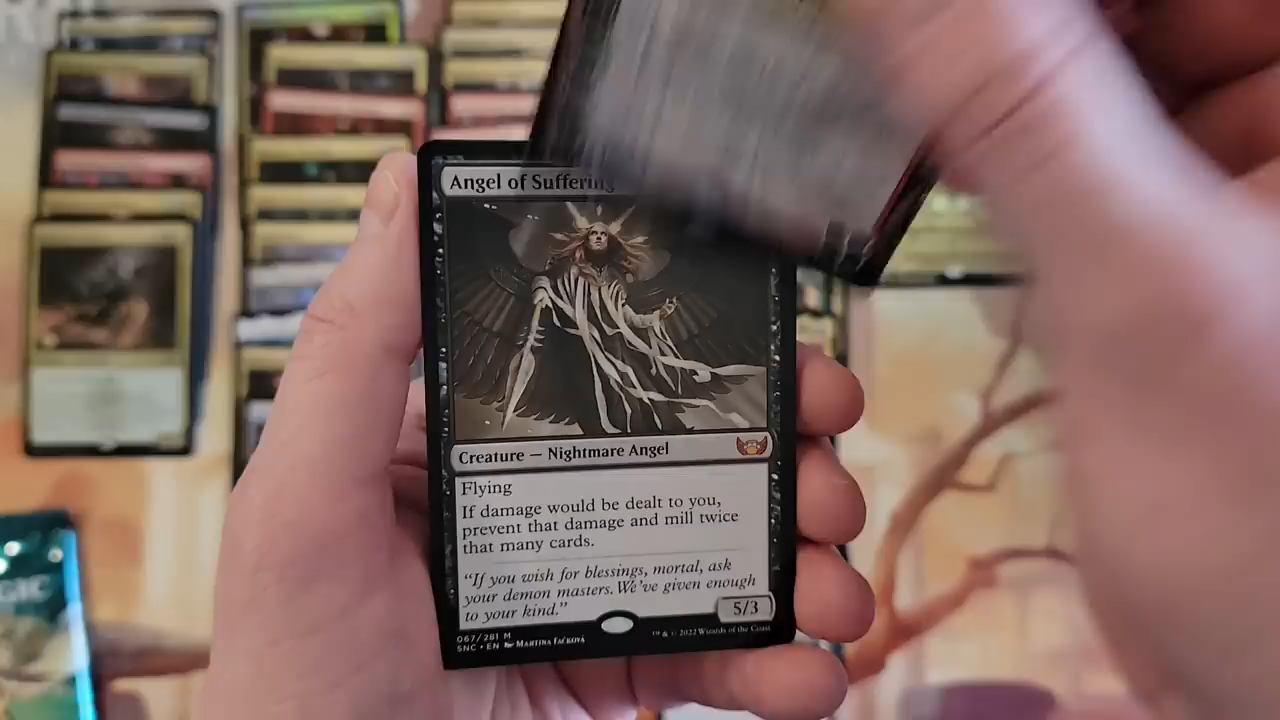 Angel of Suffering
Creature — Nightmare Angel
Flying
If damage would be dealt to you,
prevent that damage and mill twice
that many cards.
“If you wish for blessings, mortal, ask
your demon masters. We’ve given enough
to your kind.”
5/3
067/281 M
SNC • EN MARTINA FAČKOVÁ
™ & © 2022 Wizards of the Coast